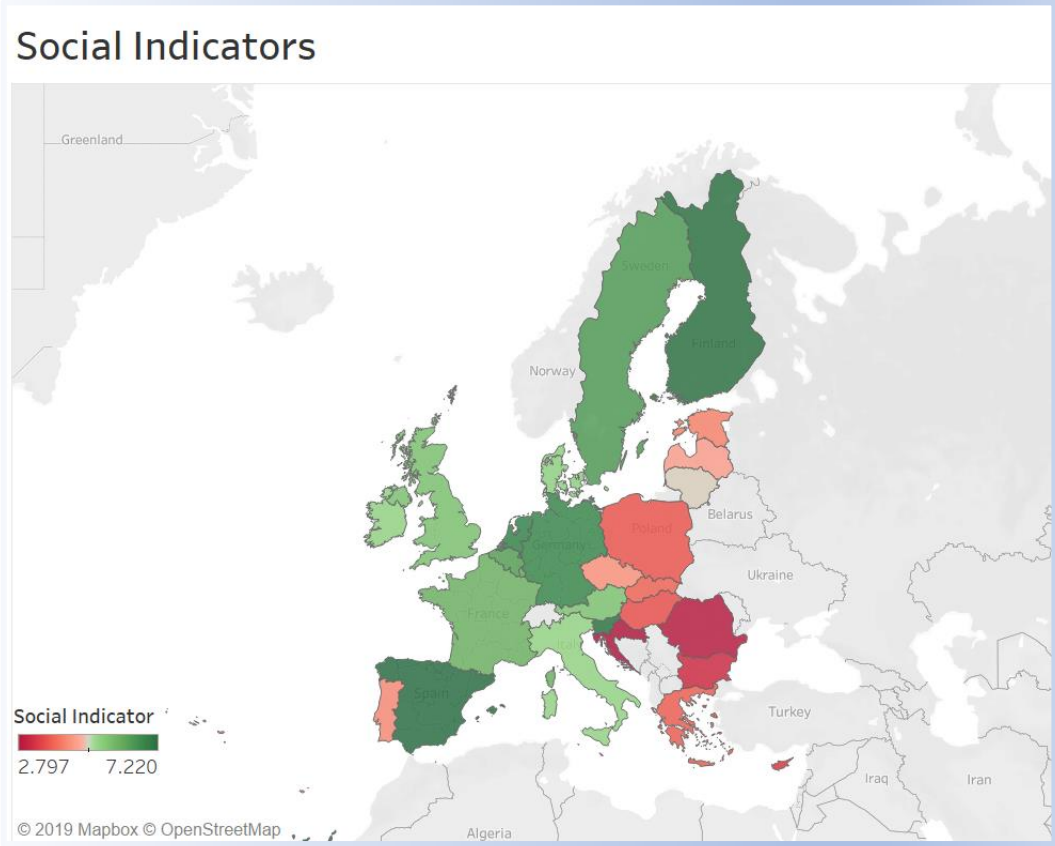 Social Indicators
Greenland
Sweden
Finland
Norway
Belarus
Poland
Germany
Ukraine
France
Spain
Turkey
Iraq
Iran
Algeria
Social Indicator
2.797 7.220
© 2019 Mapbox © OpenStreetMap